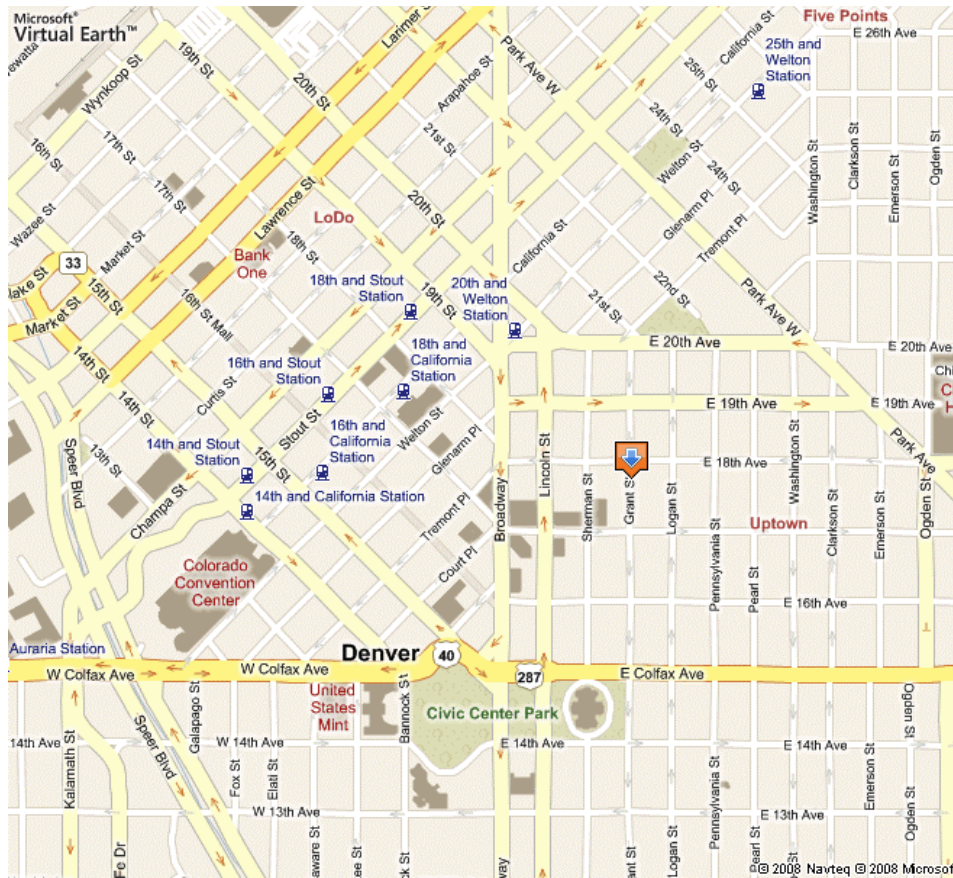 Microsoft®
Virtual Earth™
Larimer St
Park Ave W
California St
Five Points
E 26th Ave
25th and
Welton
Station
19th St
20th St
Arapahoe St
25th St
Wynkoop St
24th St
21st St
17th St
16th St
17th St
Welton St
24th St
Washington St
Clarkson St
Emerson St
Ogden St
Wazee St
Market St
Lawrence St
LoDo
20th St
Glenarm Pl
Tremont Pl
18th St
California St
Bank
One
33
15th St
Market St
16th St Mall
18th and Stout
Station
19th St
20th and
Welton
Station
22nd St
21st St
Park Ave W
14th St
E 20th Ave
E 20th Ave
16th and Stout
Station
18th and
California
Station
Curtis St
14th St
E 19th Ave
E 19th Ave
16th and
California
Station
Stout St
Welton St
Glenarm Pl
Park Ave
14th and Stout
Station
15th St
13th St
Speer Blvd
Champa St
14th and California Station
Lincoln St
Broadway
Sherman St
Grant S
Logan St
E 18th Ave
Washington St
Uptown
Pennsylvania St
Pearl St
Clarkson St
Emerson St
Ogden St
Tremont Pl
Court Pl
Colorado
Convention
Center
E 16th Ave
Auraria Station
Denver
40
W Colfax Ave
W Colfax Ave
287
E Colfax Ave
United
States
Mint
Bannock St
Civic Center Park
Galapago St
Ogden St
14th Ave
W 14th Ave
E 14th Ave
E 14th Ave
Kalamath St
Speer Blvd
Fox St
Elati St
W 13th Ave
E 13th Ave
Pennsylvania St
Emerson St
Ogden St
Fe Dr
aware St
ee St
way
ant St
Logan St
Pearl St
© 2008 Navteq © 2008 Microsof